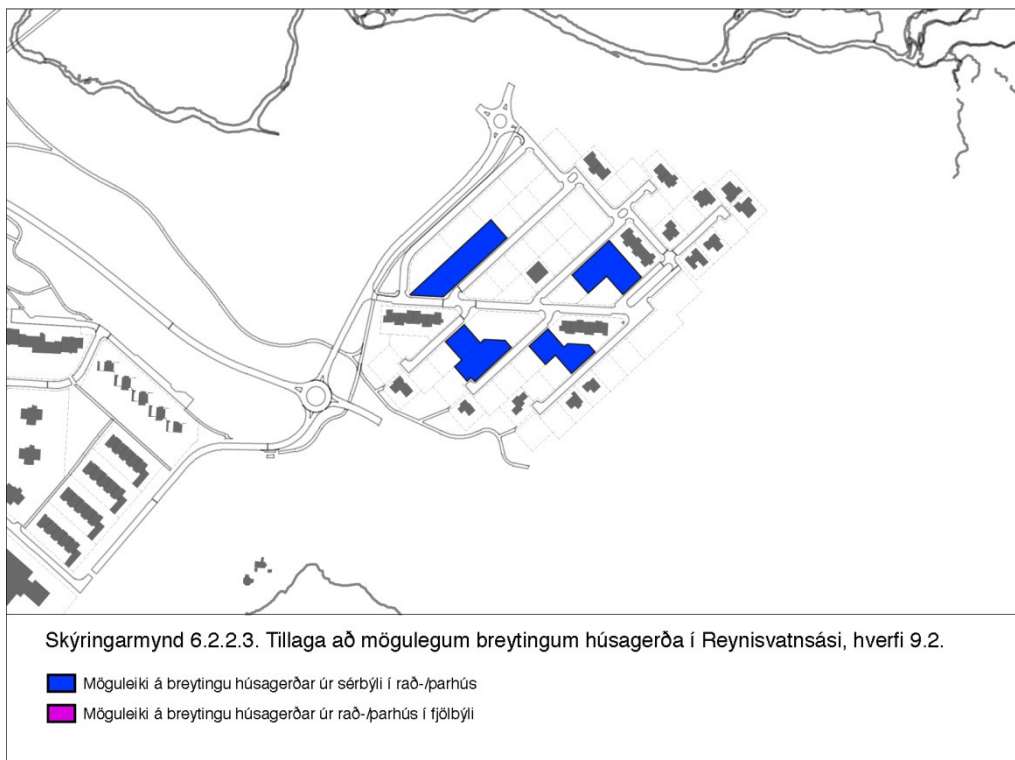 Skýringarmynd 6.2.2.3. Tillaga að mögulegum breytingum húsagerða í Reynisvatnsási, hverfi 9.2.
Möguleiki á breytingu húsagerðar úr sérbýli í rað-/parhús
Möguleiki á breytingu húsagerðar úr rað-/parhús í fjölbýli